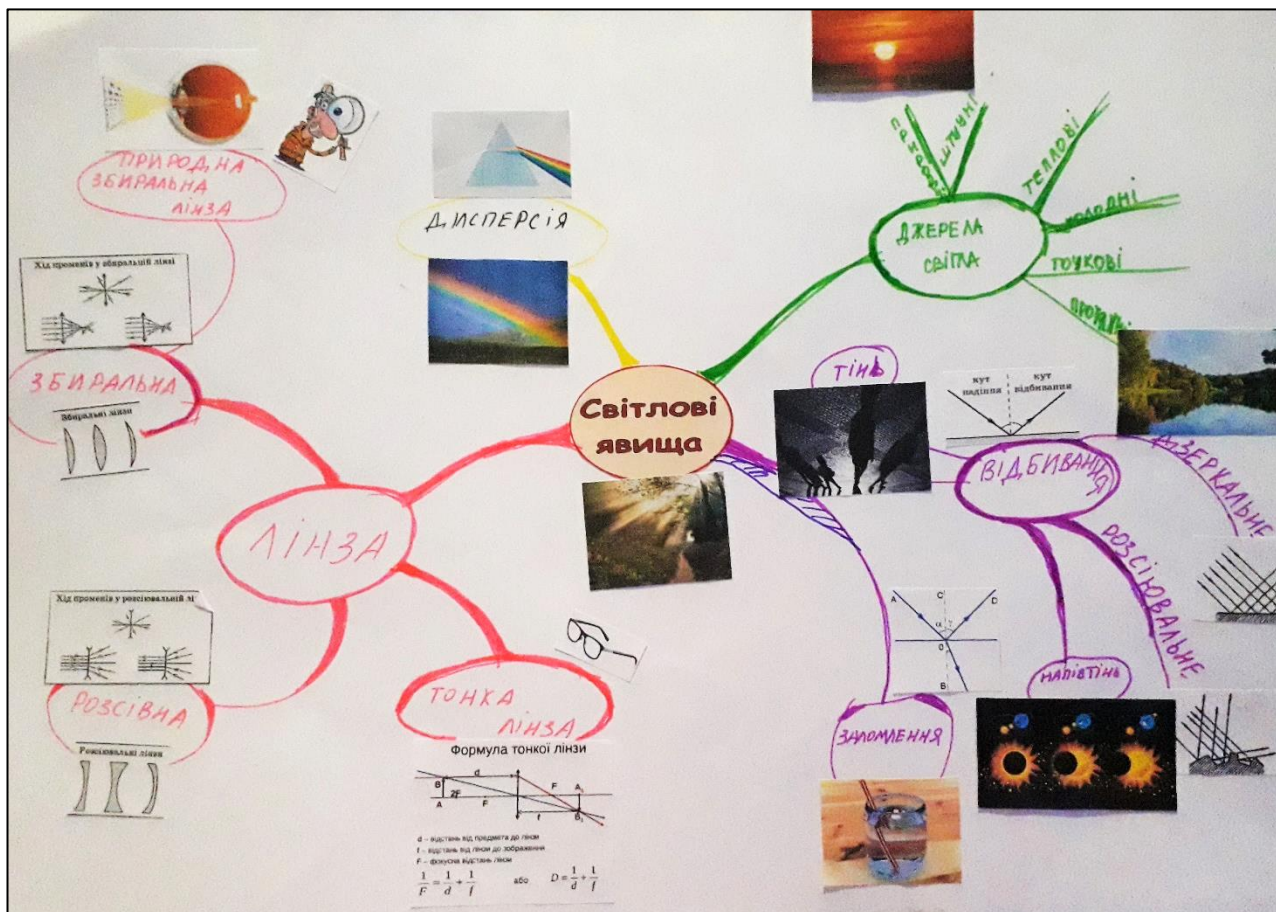 Світлові
явища
ДЖЕРЕЛА
СВІТЛА
ШТУЧНІ
ТЕПЛОВІ
ТОЧКОВІ
ТІНЬ
кут
падіння
кут
відбивання
ВІДБИВАННЯ
ДЗЕРКАЛЬНЕ
РОЗСІЮВАЛЬНЕ
НАПІВТІНЬ
A
C
D
α
γ
O
B
ЗАЛОМЛЕННЯ
ДИСПЕРСІЯ
ПРИРОДНА
ЗБИРАЛЬНА
ЛІНЗА
Хід променів у збиральній лінзі
ЗБИРАЛЬНА
Збиральні лінзи
ЛІНЗА
Хід променів у розсіювальній лі
РОЗСІВНА
Розсіювальні лінзи
ТОНКА
ЛІНЗА
Формула тонкої лінзи
d
B
2F
F
A₁
A
F
f
B₁
d – відстань від предмета до лінзи
f – відстань від лінзи до зображення
F – фокусна відстань лінзи
1/F = 1/d + 1/f або D = 1/d + 1/f